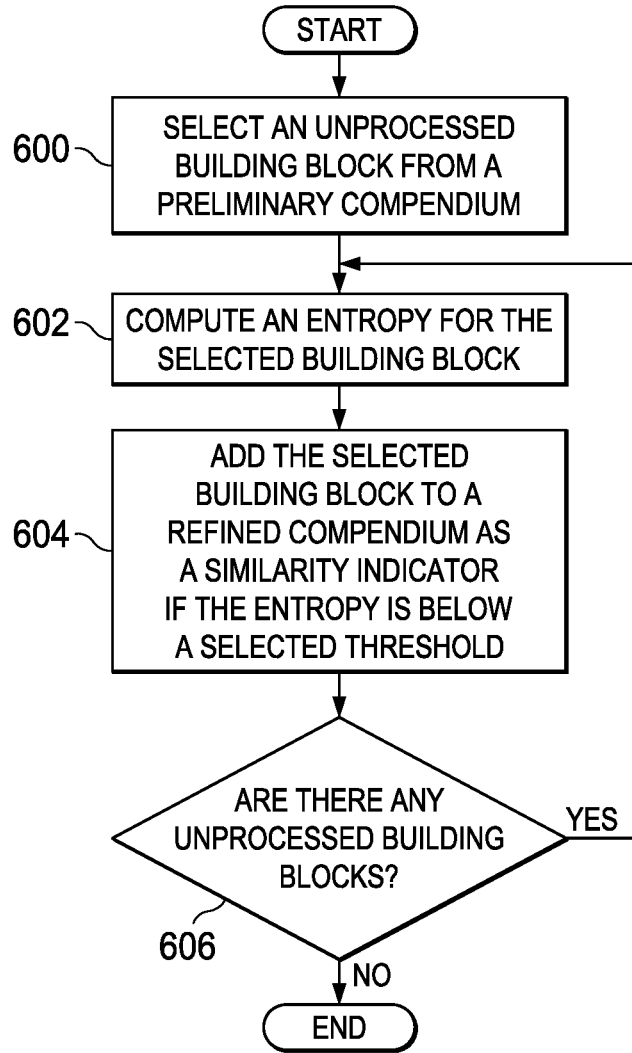 START
600
SELECT AN UNPROCESSED
BUILDING BLOCK FROM A
PRELIMINARY COMPENDIUM
602
COMPUTE AN ENTROPY FOR THE
SELECTED BUILDING BLOCK
604
ADD THE SELECTED
BUILDING BLOCK TO A
REFINED COMPENDIUM AS
A SIMILARITY INDICATOR
IF THE ENTROPY IS BELOW
A SELECTED THRESHOLD
ARE THERE ANY
UNPROCESSED BUILDING
BLOCKS?
YES
606
NO
END